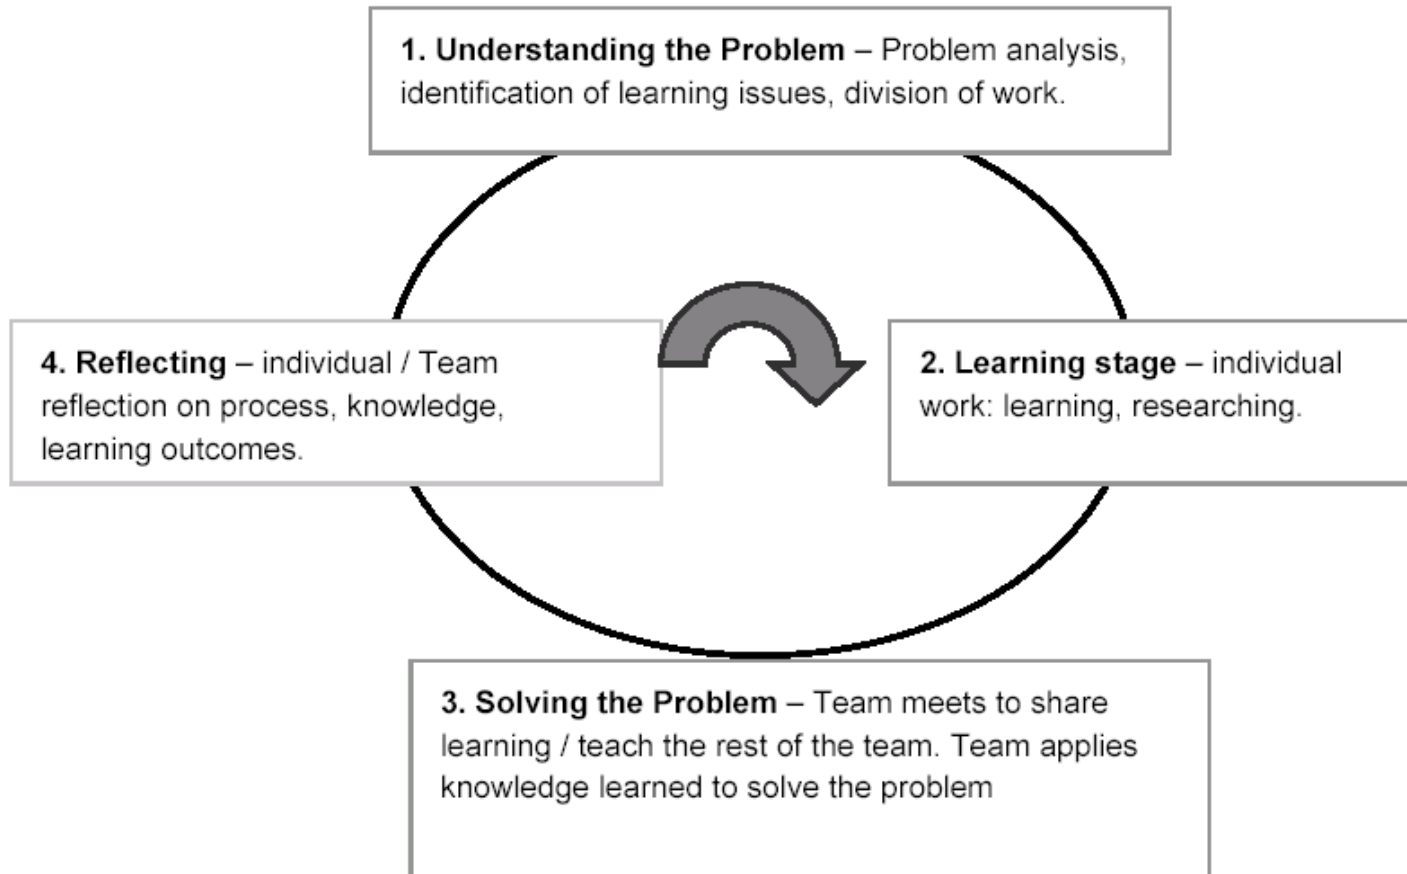 1. Understanding the Problem – Problem analysis,
identification of learning issues, division of work.
4. Reflecting – individual / Team
reflection on process, knowledge,
learning outcomes.
2. Learning stage – individual
work: learning, researching.
3. Solving the Problem – Team meets to share
learning / teach the rest of the team. Team applies
knowledge learned to solve the problem